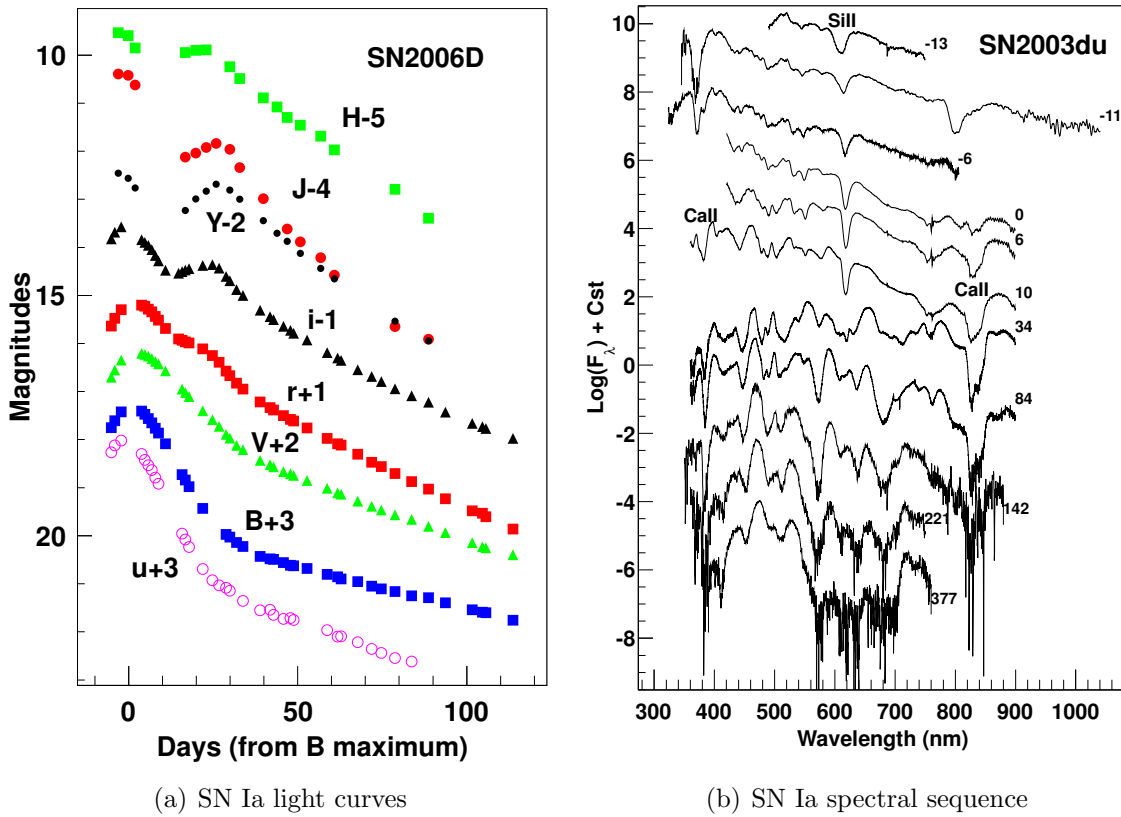 SN2006D
H-5
J-4
Y-2
i-1
r+1
V+2
B+3
u+3
10
15
20
Magnitudes
0
50
100
Days (from B maximum)
(a) SN Ia light curves
SN2003du
SiII
-13
-11
-6
0
CaII
6
CaII
10
34
84
142
221
377
10
8
6
4
2
0
-2
-4
-6
-8
Log(Fλ) + Cst
300 400 500 600 700 800 900 1000
Wavelength (nm)
(b) SN Ia spectral sequence